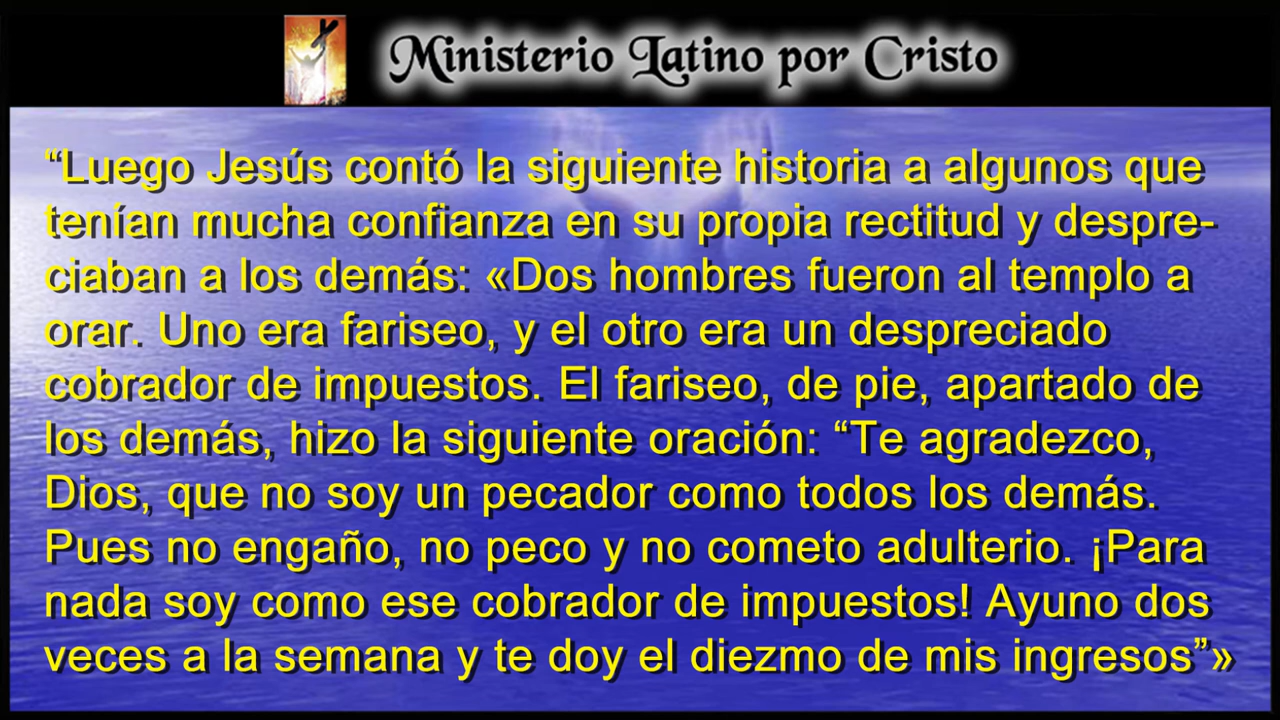 Ministerio Latino por Cristo
“Luego Jesús contó la siguiente historia a algunos que
tenían mucha confianza en su propia rectitud y despre-
ciaban a los demás: «Dos hombres fueron al templo a
orar. Uno era fariseo, y el otro era un despreciado
cobrador de impuestos. El fariseo, de pie, apartado de
los demás, hizo la siguiente oración: “Te agradezco,
Dios, que no soy un pecador como todos los demás.
Pues no engaño, no peco y no cometo adulterio. ¡Para
nada soy como ese cobrador de impuestos! Ayuno dos
veces a la semana y te doy el diezmo de mis ingresos”»